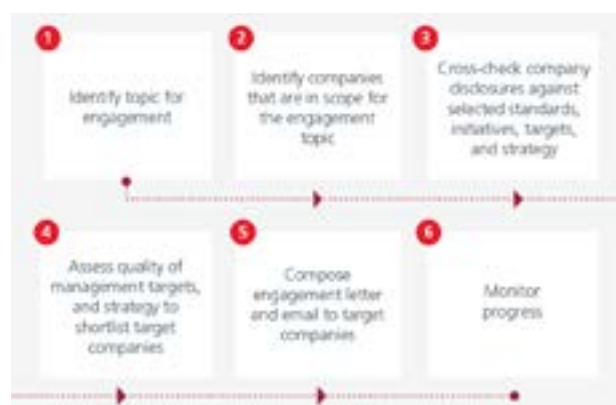 1
Identify topic for
engagement
2
Identify companies
that are in scope for
the engagement
topic
3
Cross-check company
disclosures against
selected standards,
initiatives, targets,
and strategy
4
Assess quality of
management targets,
and strategy to
shortlist target
companies
5
Compose
engagement letter
and email to target
companies
6
Monitor
progress